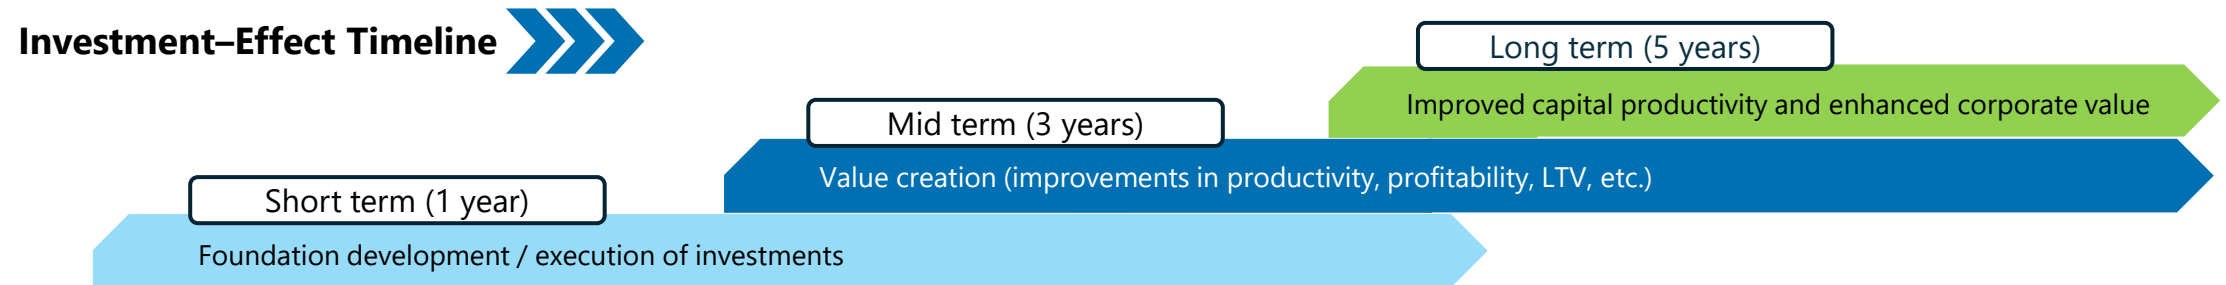 Investment–Effect Timeline
Long term (5 years)
Improved capital productivity and enhanced corporate value
Mid term (3 years)
Value creation (improvements in productivity, profitability, LTV, etc.)
Short term (1 year)
Foundation development / execution of investments